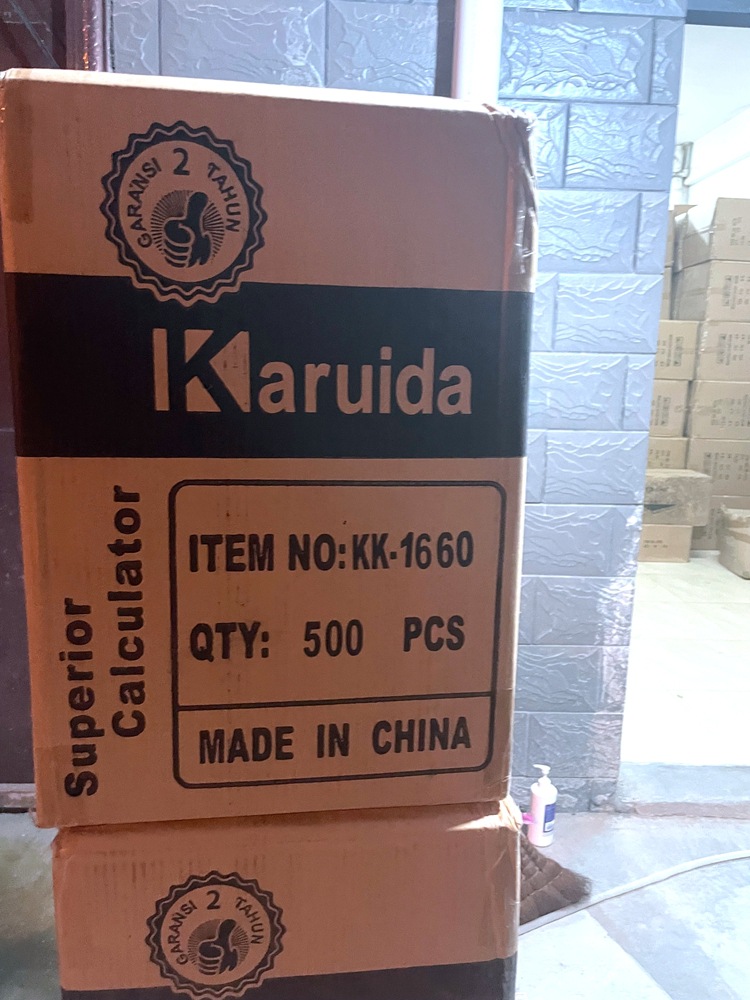 GARANSI 2 TAHUN
Karuida
Superior
Calculator
ITEM NO:KK-1660
QTY: 500 PCS
MADE IN CHINA
GARANSI 2 TAHUN